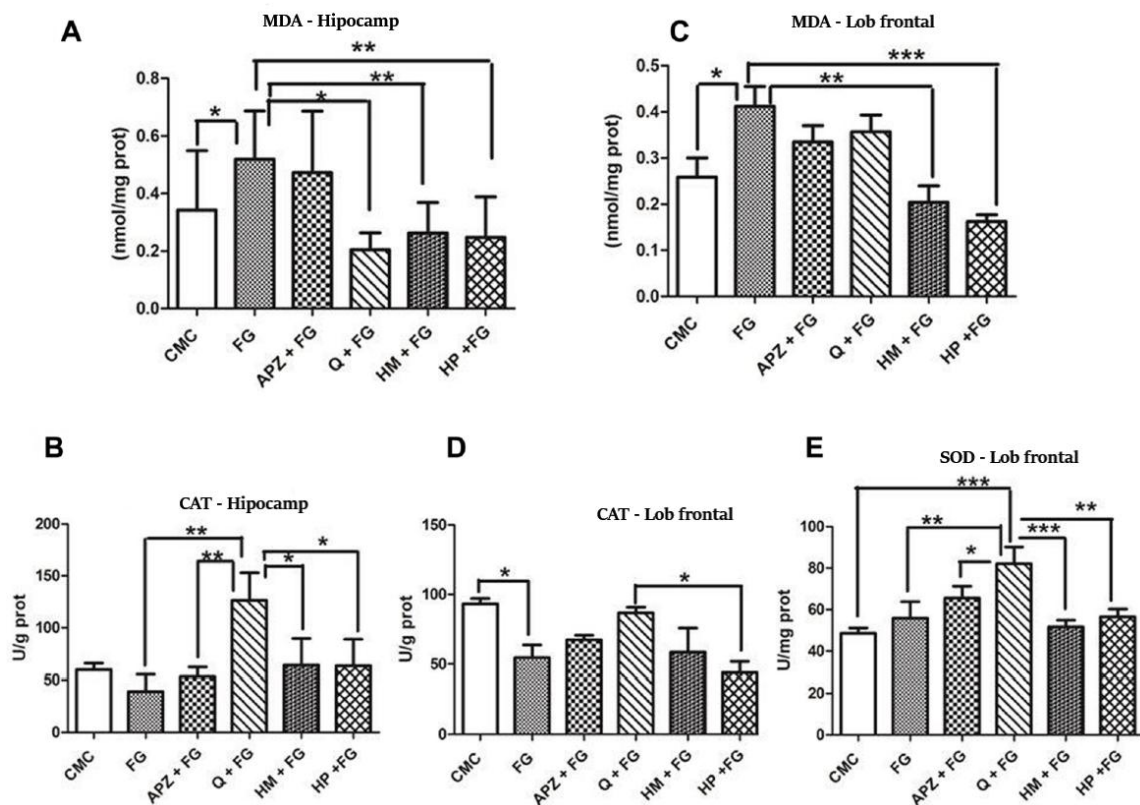 A
MDA - Hipocamp
**
**
*
*
(nmol/mg prot)
0.8
0.6
0.4
0.2
0.0
CMC
FG
APZ + FG
Q + FG
HM + FG
HP +FG
C
MDA - Lob frontal
***
*
**
(nmol/mg prot)
0.5
0.4
0.3
0.2
0.1
0.0
CMC
FG
APZ + FG
Q + FG
HM + FG
HP +FG
B
CAT - Hipocamp
**
**
*
*
U/g prot
200
150
100
50
0
CMC
FG
APZ + FG
Q + FG
HM + FG
HP +FG
D
CAT - Lob frontal
*
*
U/g prot
100
50
0
CMC
FG
APZ + FG
Q + FG
HM + FG
HP +FG
E
SOD - Lob frontal
***
**
**
***
*
U/mg prot
100
80
60
40
20
0
CMC
FG
APZ + FG
Q + FG
HM + FG
HP +FG